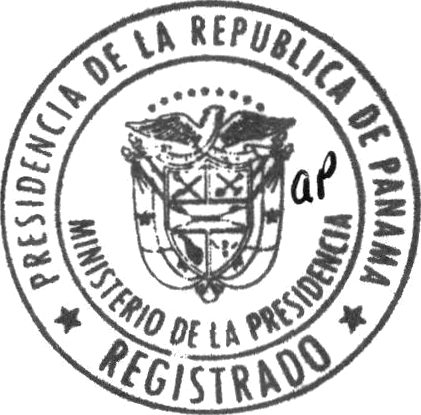 PRESIDENCIA DE LA REPUBLICA DE PANAMA
MINISTERIO DE LA PRESIDENCIA
REGISTRADO
ap